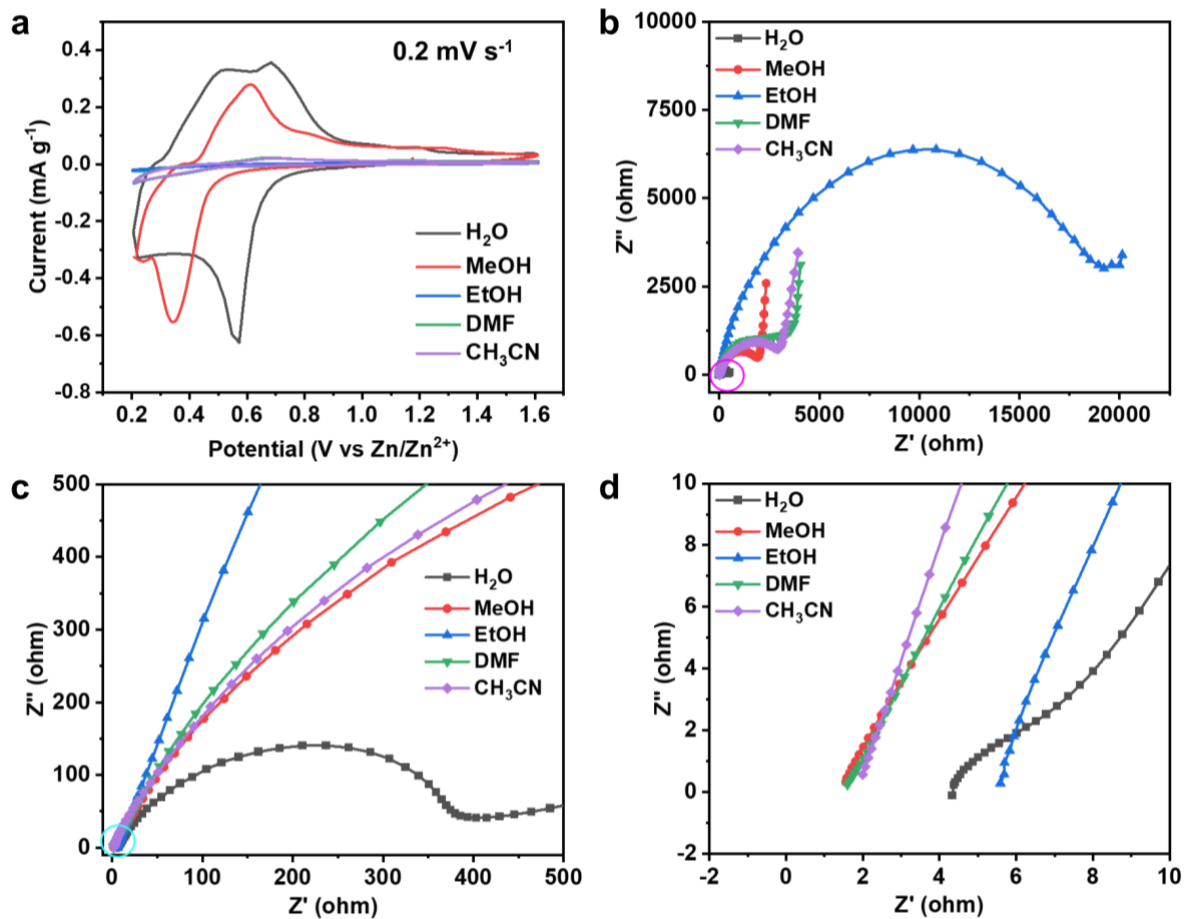 a
0.2 mV s⁻¹
0.4
0.2
0.0
-0.2
-0.4
-0.6
-0.8
Current (mA g⁻¹)
H₂O
MeOH
EtOH
DMF
CH₃CN
0.2 0.4 0.6 0.8 1.0 1.2 1.4 1.6
Potential (V vs Zn/Zn²⁺)
b
10000
7500
5000
2500
0
Z'' (ohm)
H₂O
MeOH
EtOH
DMF
CH₃CN
0 5000 10000 15000 20000
Z' (ohm)
c
500
400
300
200
100
0
Z'' (ohm)
H₂O
MeOH
EtOH
DMF
CH₃CN
0 100 200 300 400 500
Z' (ohm)
d
10
8
6
4
2
0
-2
Z'' (ohm)
H₂O
MeOH
EtOH
DMF
CH₃CN
-2 0 2 4 6 8 10
Z' (ohm)